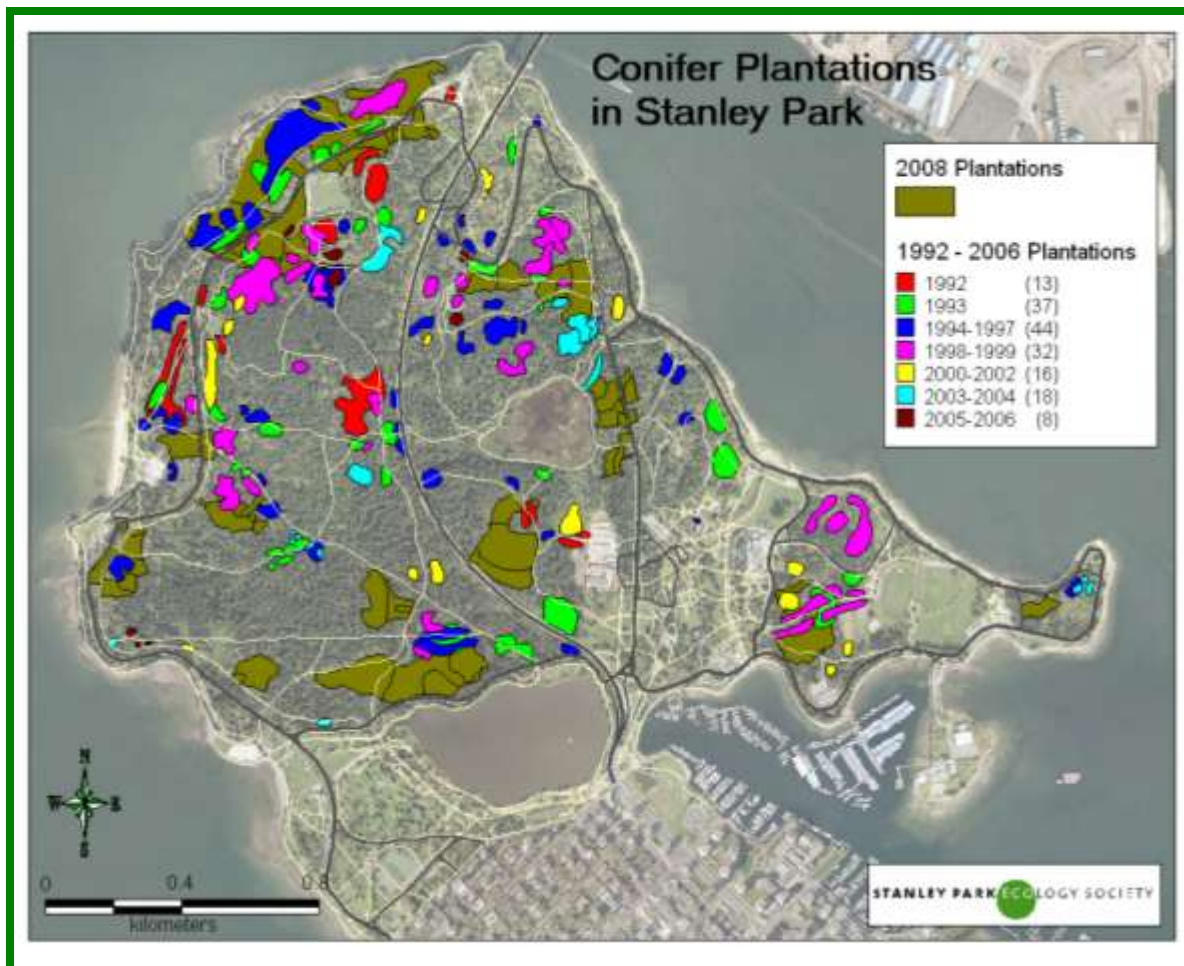 Conifer Plantations
in Stanley Park
2008 Plantations
1992 - 2006 Plantations
1992 (13)
1993 (37)
1994-1997 (44)
1998-1999 (32)
2000-2002 (16)
2003-2004 (18)
2005-2006 (8)
N
W E
S
0 0.4 0.8
kilometers
STANLEY PARK ECOLOGY SOCIETY